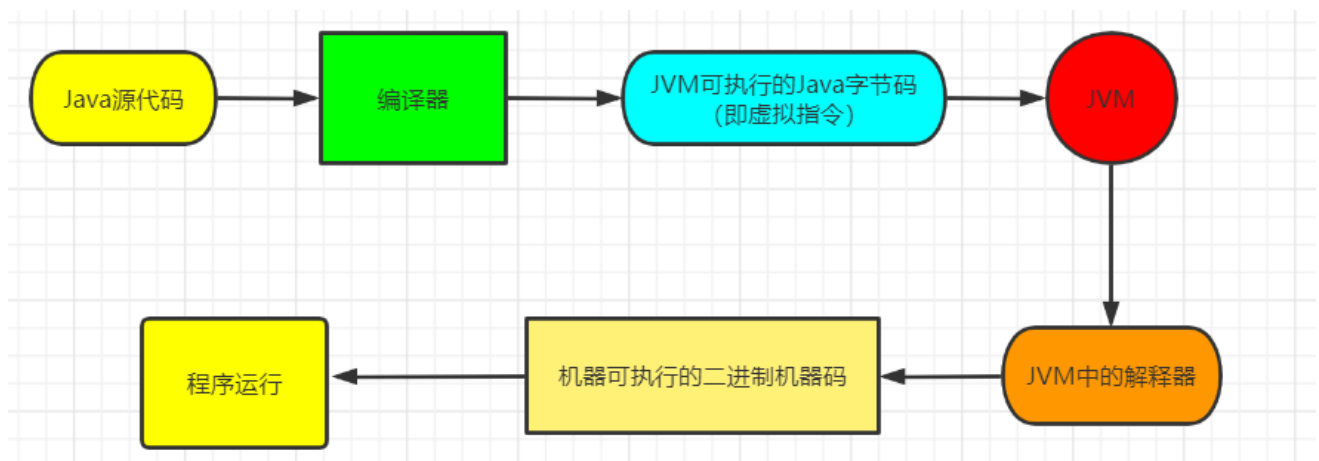 Java源代码
编译器
JVM可执行的Java字节码
（即虚拟指令）
JVM
JVM中的解释器
机器可执行的二进制机器码
程序运行